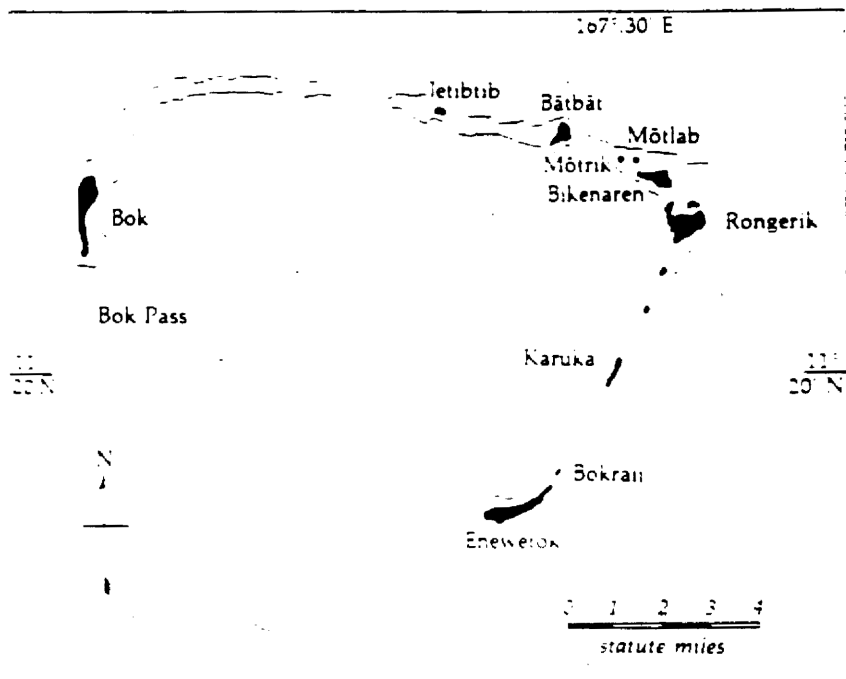 167°30' E
Jetibtib
Bātbāt
Mōtlab
Mōtrik
Bikenaren
Bok
Rongerik
Bok Pass
Karuka
11°
20' N
N
Bokran
Enewetok
0 1 2 3 4
statute miles